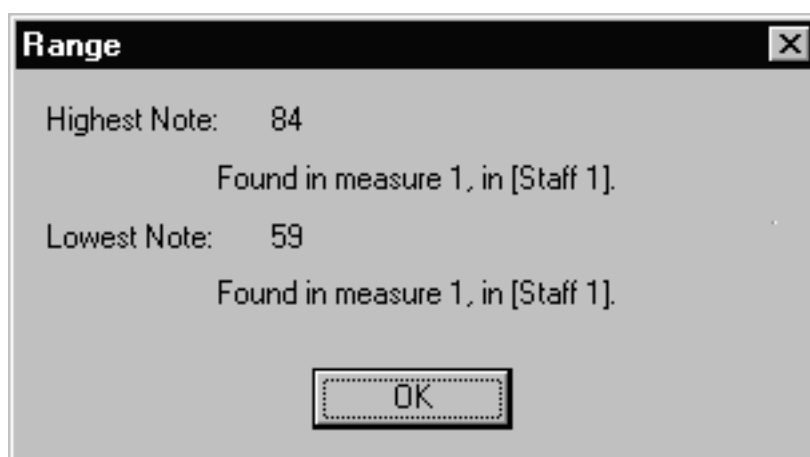 Range
Highest Note: 84
Found in measure 1, in [Staff 1].
Lowest Note: 59
Found in measure 1, in [Staff 1].
OK